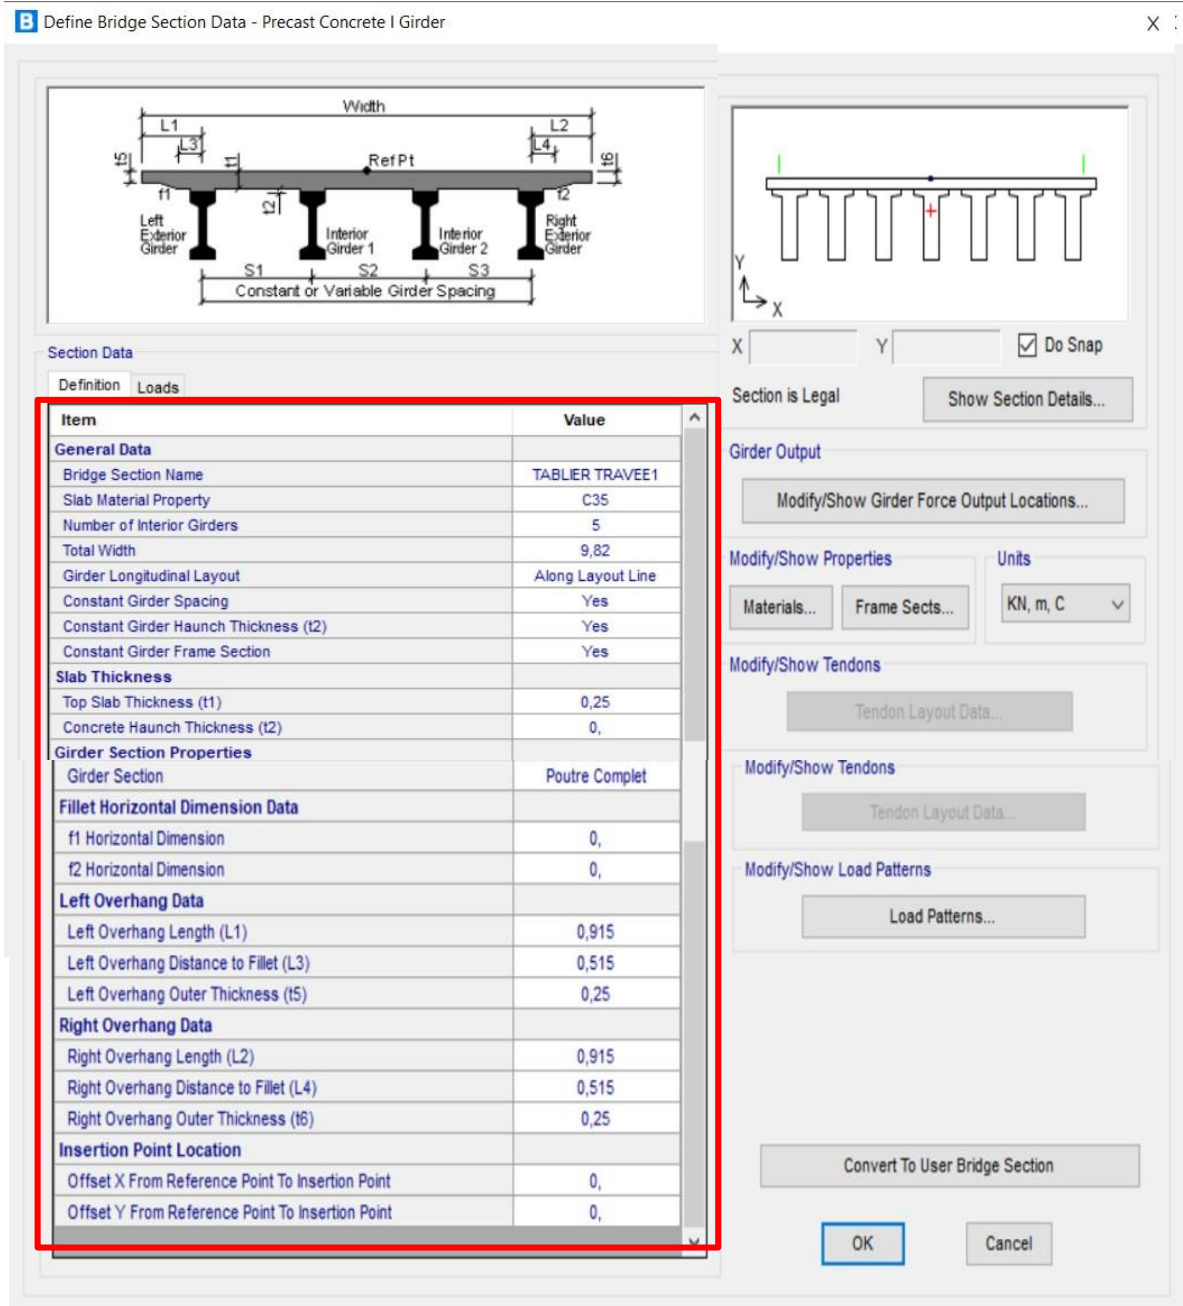 B Define Bridge Section Data - Precast Concrete I Girder
Width
L1 L2
L3 L4
t5 t1 Ref Pt t6
f1 t2 f2
Left Exterior Girder
Interior Girder 1
Interior Girder 2
Right Exterior Girder
S1 S2 S3
Constant or Variable Girder Spacing
Y
X
X Y Do Snap
Section is Legal Show Section Details...
Section Data
Definition Loads
Item Value
General Data
Bridge Section Name TABLIER TRAVEE1
Slab Material Property C35
Number of Interior Girders 5
Total Width 9,82
Girder Longitudinal Layout Along Layout Line
Constant Girder Spacing Yes
Constant Girder Haunch Thickness (t2) Yes
Constant Girder Frame Section Yes
Slab Thickness
Top Slab Thickness (t1) 0,25
Concrete Haunch Thickness (t2) 0,
Girder Section Properties
Girder Section Poutre Complet
Fillet Horizontal Dimension Data
f1 Horizontal Dimension 0,
f2 Horizontal Dimension 0,
Left Overhang Data
Left Overhang Length (L1) 0,915
Left Overhang Distance to Fillet (L3) 0,515
Left Overhang Outer Thickness (t5) 0,25
Right Overhang Data
Right Overhang Length (L2) 0,915
Right Overhang Distance to Fillet (L4) 0,515
Right Overhang Outer Thickness (t6) 0,25
Insertion Point Location
Offset X From Reference Point To Insertion Point 0,
Offset Y From Reference Point To Insertion Point 0,
Girder Output
Modify/Show Girder Force Output Locations...
Modify/Show Properties Units
Materials... Frame Sects... KN, m, C
Modify/Show Tendons
Tendon Layout Data...
Modify/Show Tendons
Tendon Layout Data...
Modify/Show Load Patterns
Load Patterns...
Convert To User Bridge Section
OK Cancel